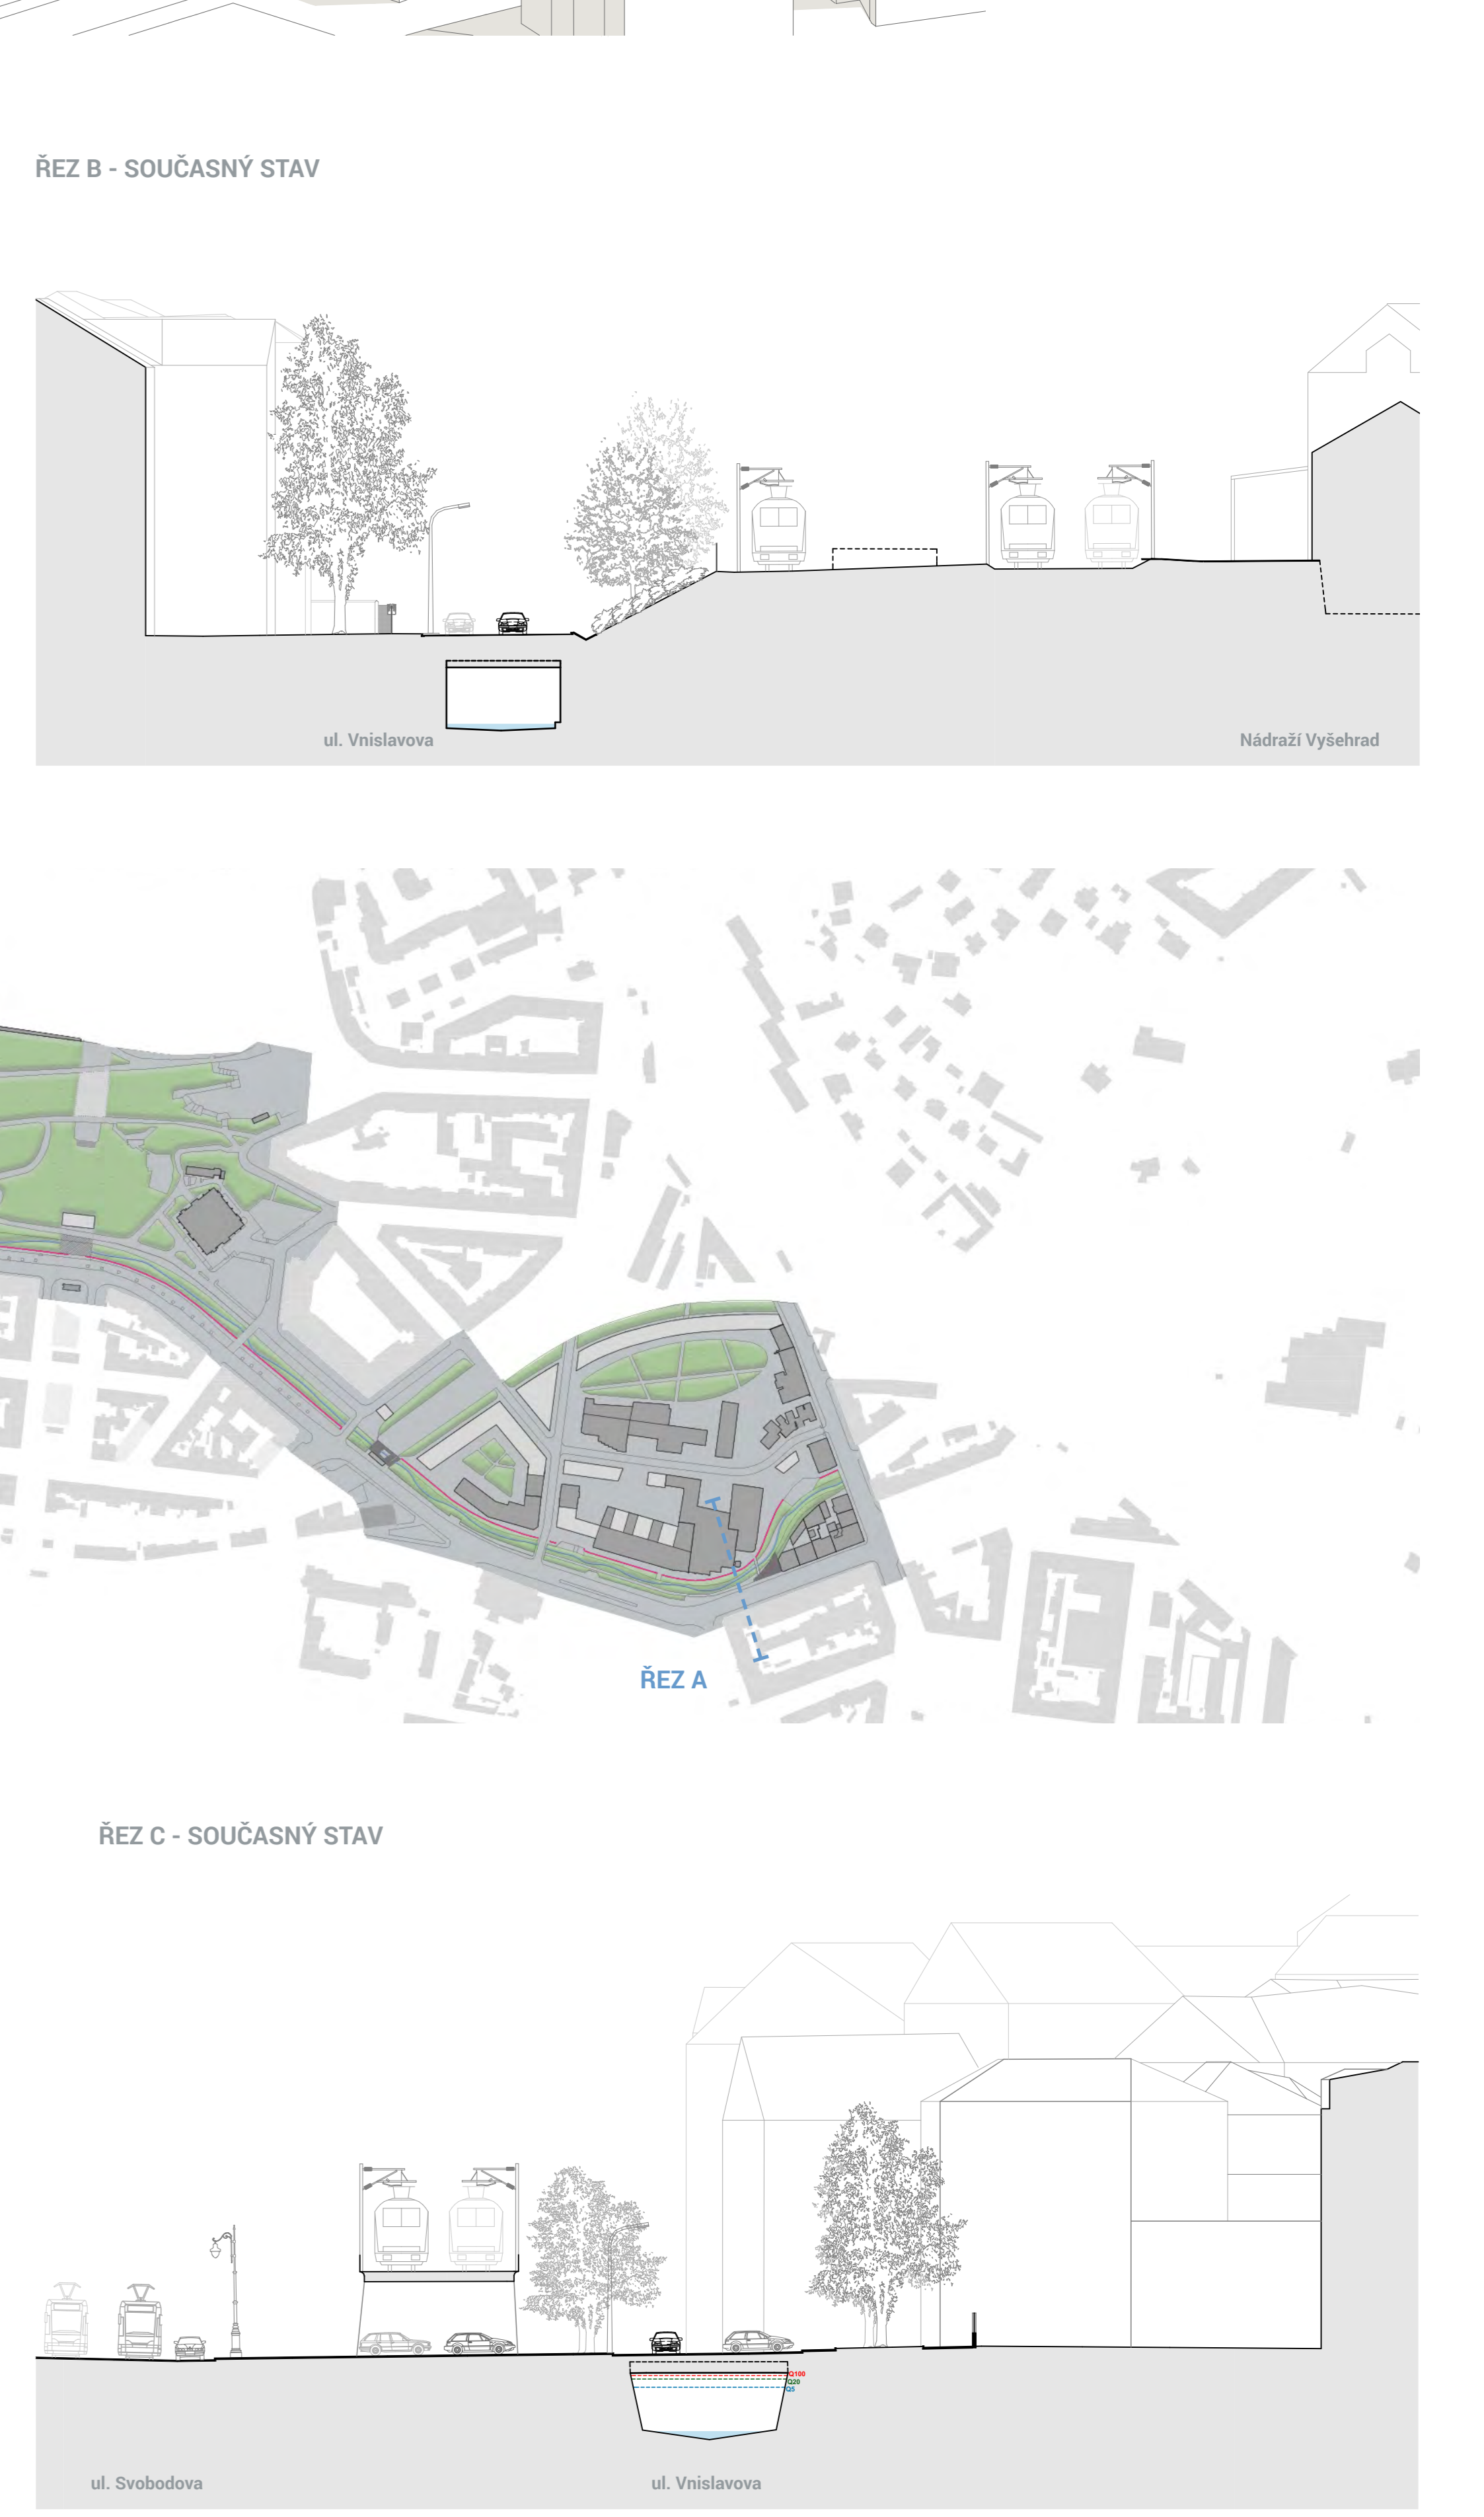 ŘEZ B - SOUČASNÝ STAV
ul. Vnislavova
Nádraží Vyšehrad
ŘEZ A
ŘEZ C - SOUČASNÝ STAV
Q100
Q20
Q5
ul. Svobodova
ul. Vnislavova